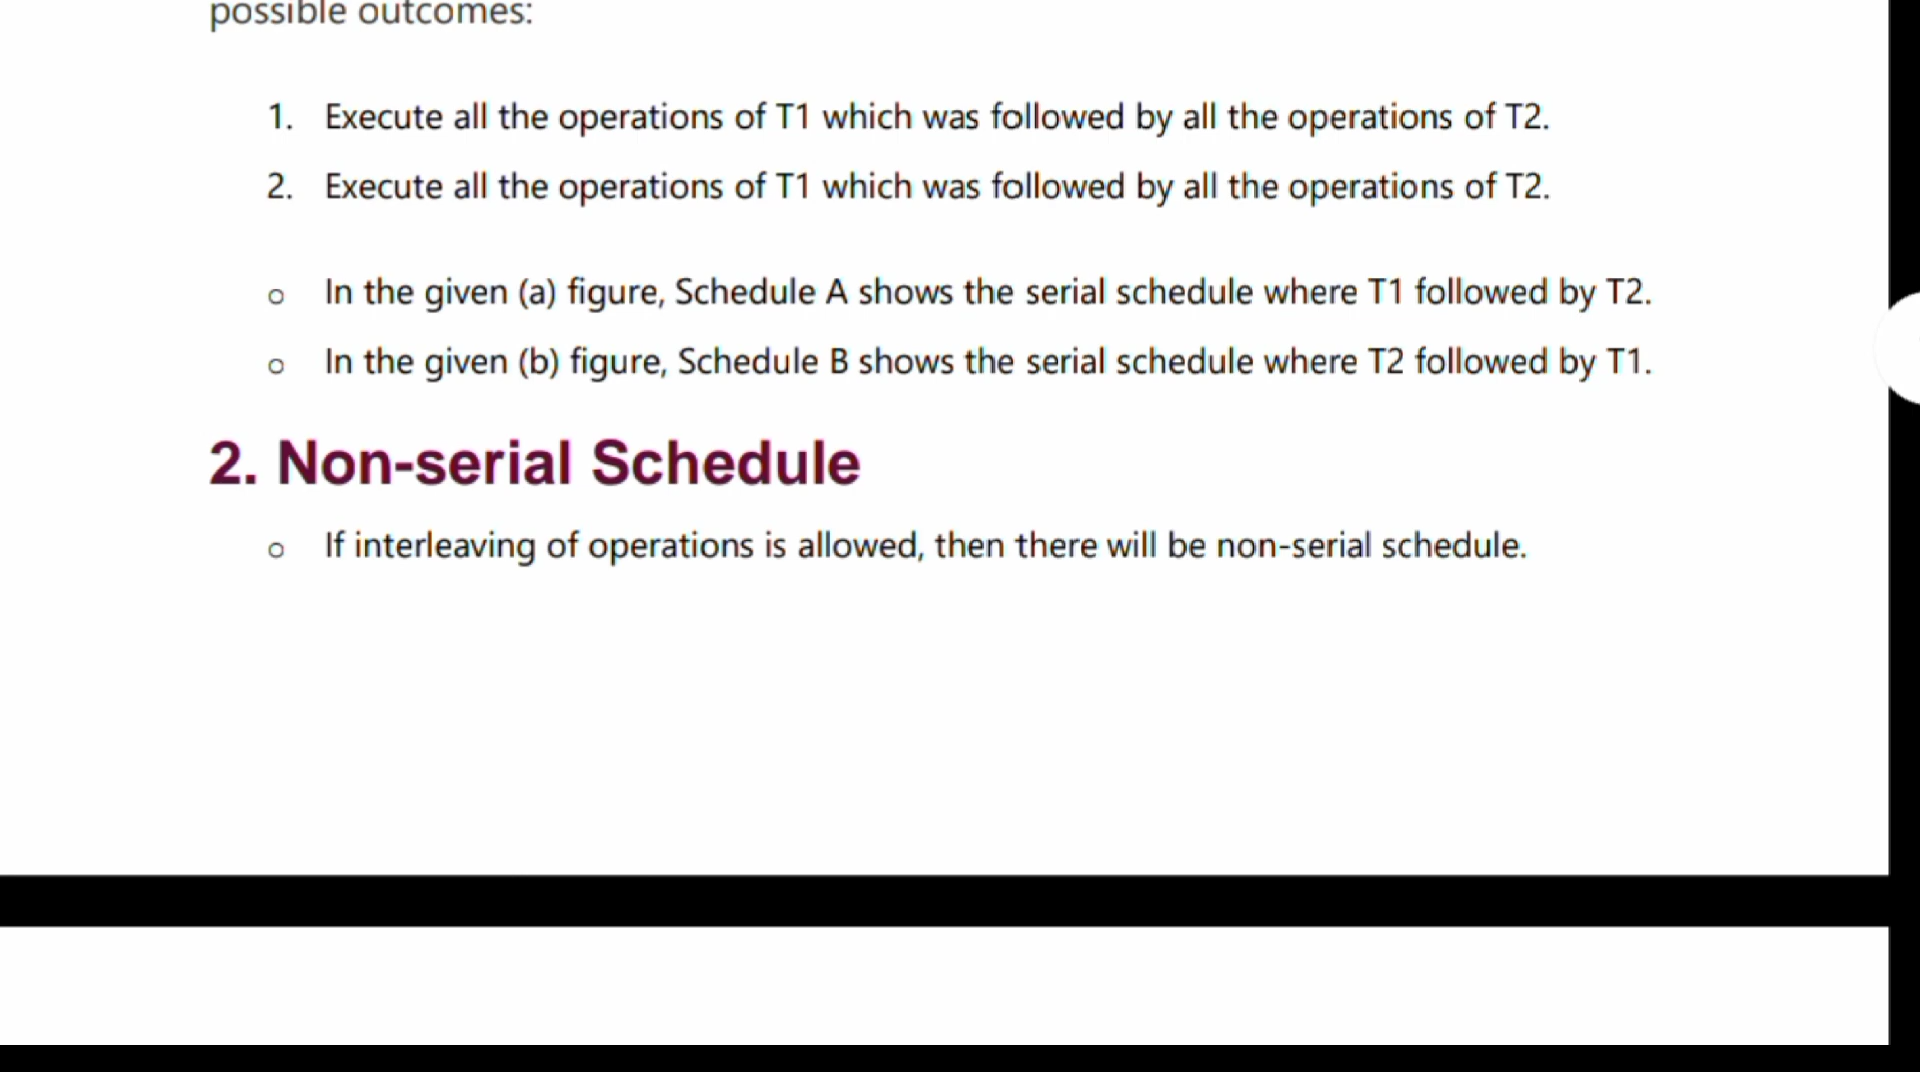 possible outcomes:
1. Execute all the operations of T1 which was followed by all the operations of T2.
2. Execute all the operations of T1 which was followed by all the operations of T2.
o In the given (a) figure, Schedule A shows the serial schedule where T1 followed by T2.
o In the given (b) figure, Schedule B shows the serial schedule where T2 followed by T1.
2. Non-serial Schedule
o If interleaving of operations is allowed, then there will be non-serial schedule.